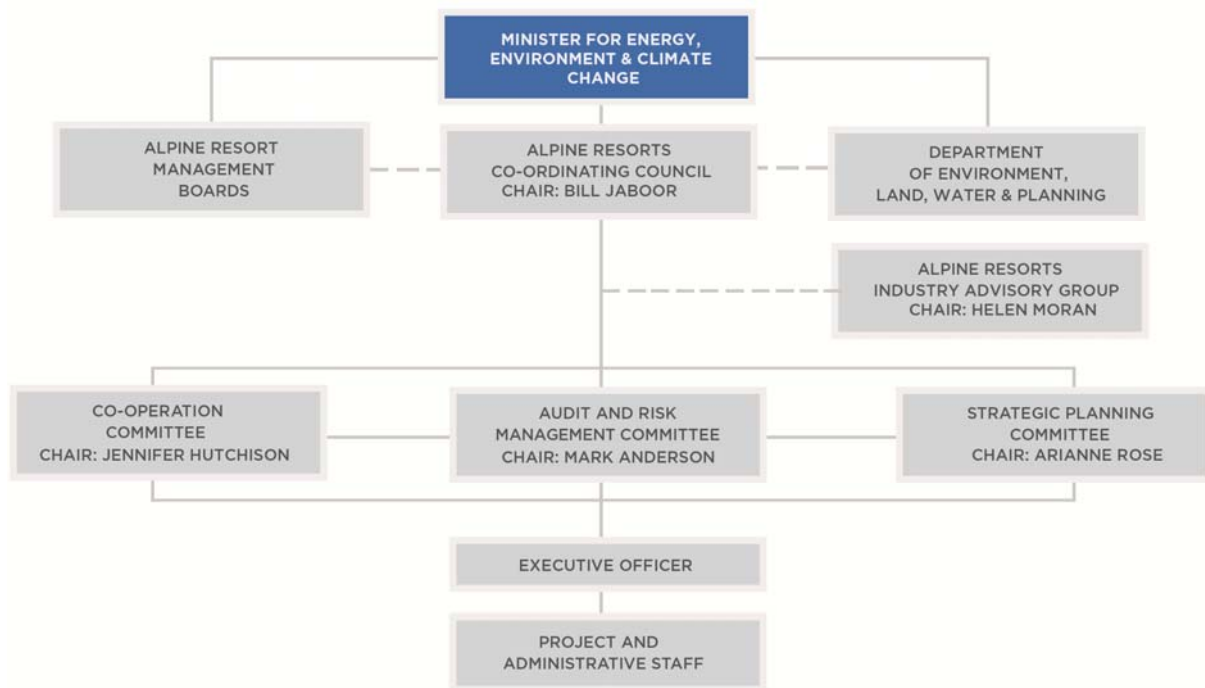 MINISTER FOR ENERGY,
ENVIRONMENT & CLIMATE
CHANGE
ALPINE RESORT
MANAGEMENT
BOARDS
ALPINE RESORTS
CO-ORDINATING COUNCIL
CHAIR: BILL JABOOR
DEPARTMENT
OF ENVIRONMENT,
LAND, WATER & PLANNING
ALPINE RESORTS
INDUSTRY ADVISORY GROUP
CHAIR: HELEN MORAN
CO-OPERATION
COMMITTEE
CHAIR: JENNIFER HUTCHISON
AUDIT AND RISK
MANAGEMENT COMMITTEE
CHAIR: MARK ANDERSON
STRATEGIC PLANNING
COMMITTEE
CHAIR: ARIANNE ROSE
EXECUTIVE OFFICER
PROJECT AND
ADMINISTRATIVE STAFF